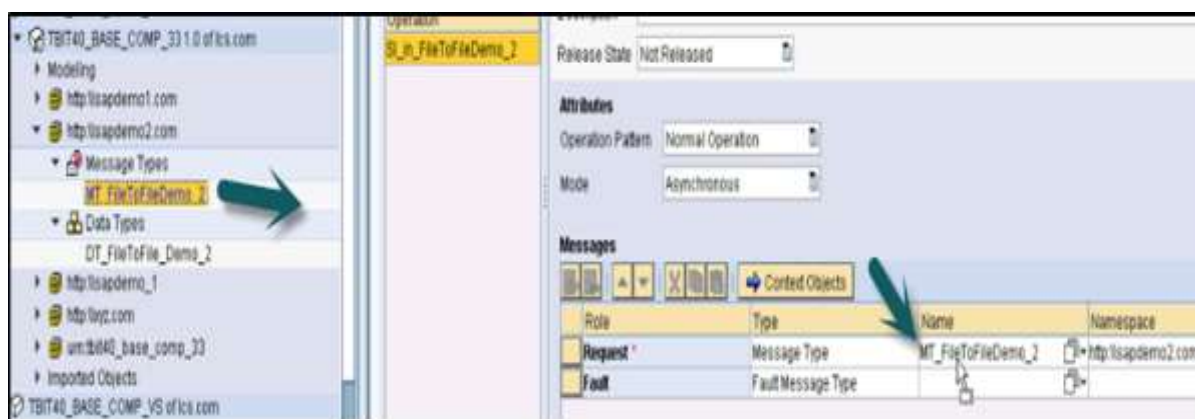 TBIT40_BASE_COMP_33 1.0 of lcs.com
Modeling
http:\\sapdemo1.com
http:\\sapdemo2.com
Message Types
MT_FileToFileDemo_2
Data Types
DT_FileToFile_Demo_2
http:\\sapdemo_1
http:\\xyz.com
urn:tbit40_base_comp_33
Imported Objects
TBIT40_BASE_COMP_VS of lcs.com
Operation
SI_in_FileToFileDemo_2
Release State Not Released
Attributes
Operation Pattern Normal Operation
Mode Asynchronous
Messages
Context Objects
Role Type Name Namespace
Request * Message Type MT_FileToFileDemo_2 http:\\sapdemo2.com
Fault Fault Message Type